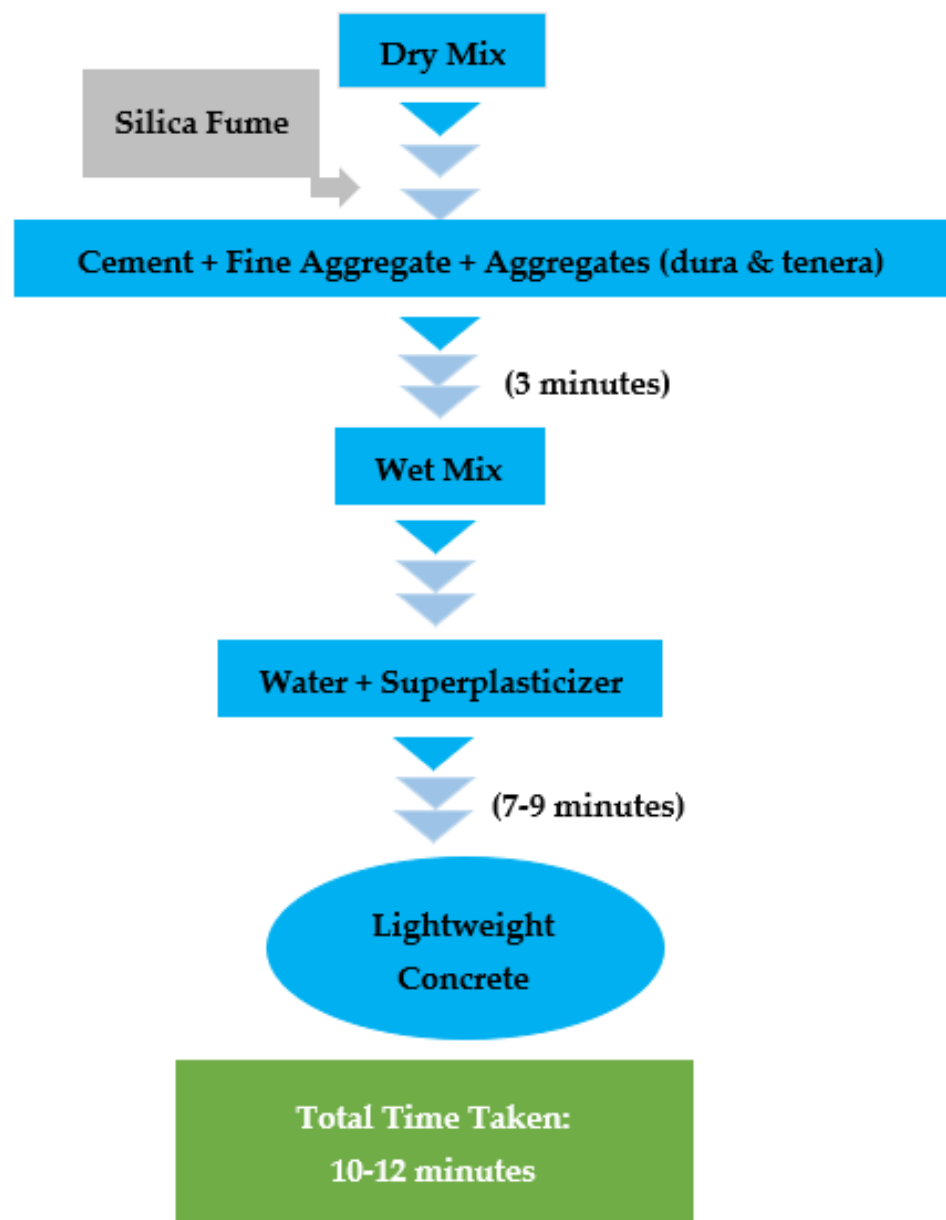 Dry Mix
Silica Fume
Cement + Fine Aggregate + Aggregates (dura & tenera)
(3 minutes)
Wet Mix
Water + Superplasticizer
(7-9 minutes)
Lightweight
Concrete
Total Time Taken:
10-12 minutes